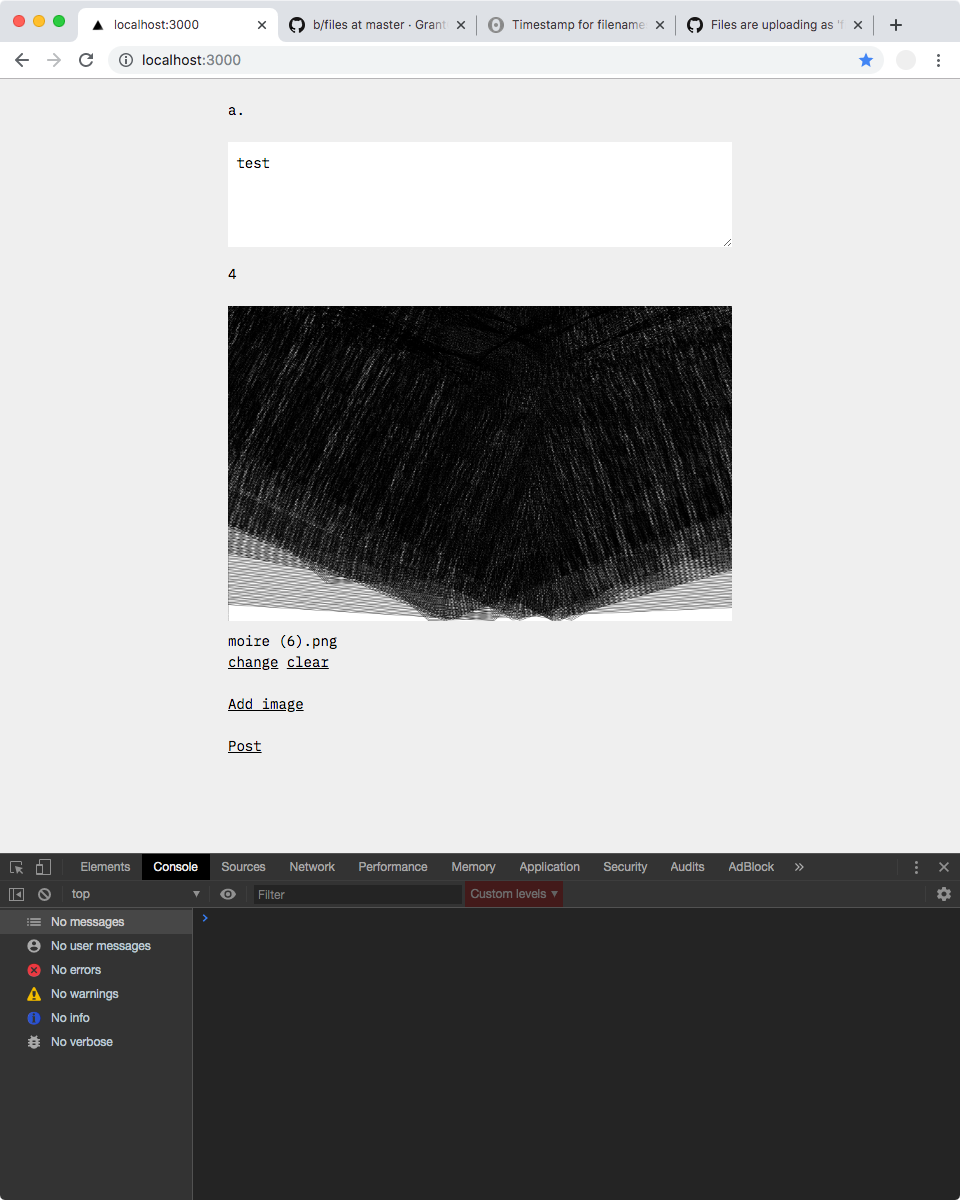 localhost:3000
b/files at master · Grant
Timestamp for filename
Files are uploading as 'f
localhost:3000
a.
test
4
moire (6).png
change clear
Add image
Post
Elements Console Sources Network Performance Memory Application Security Audits AdBlock
top Filter Custom levels
No messages
No user messages
No errors
No warnings
No info
No verbose